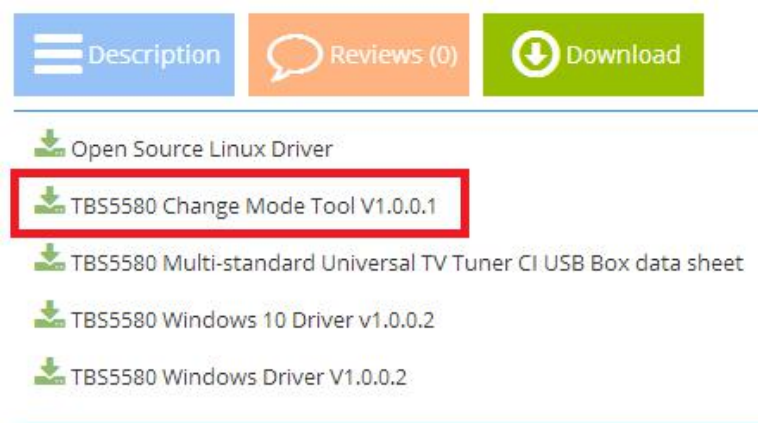 Description
Reviews (0)
Download
Open Source Linux Driver
TBS5580 Change Mode Tool V1.0.0.1
TBS5580 Multi-standard Universal TV Tuner CI USB Box data sheet
TBS5580 Windows 10 Driver v1.0.0.2
TBS5580 Windows Driver V1.0.0.2